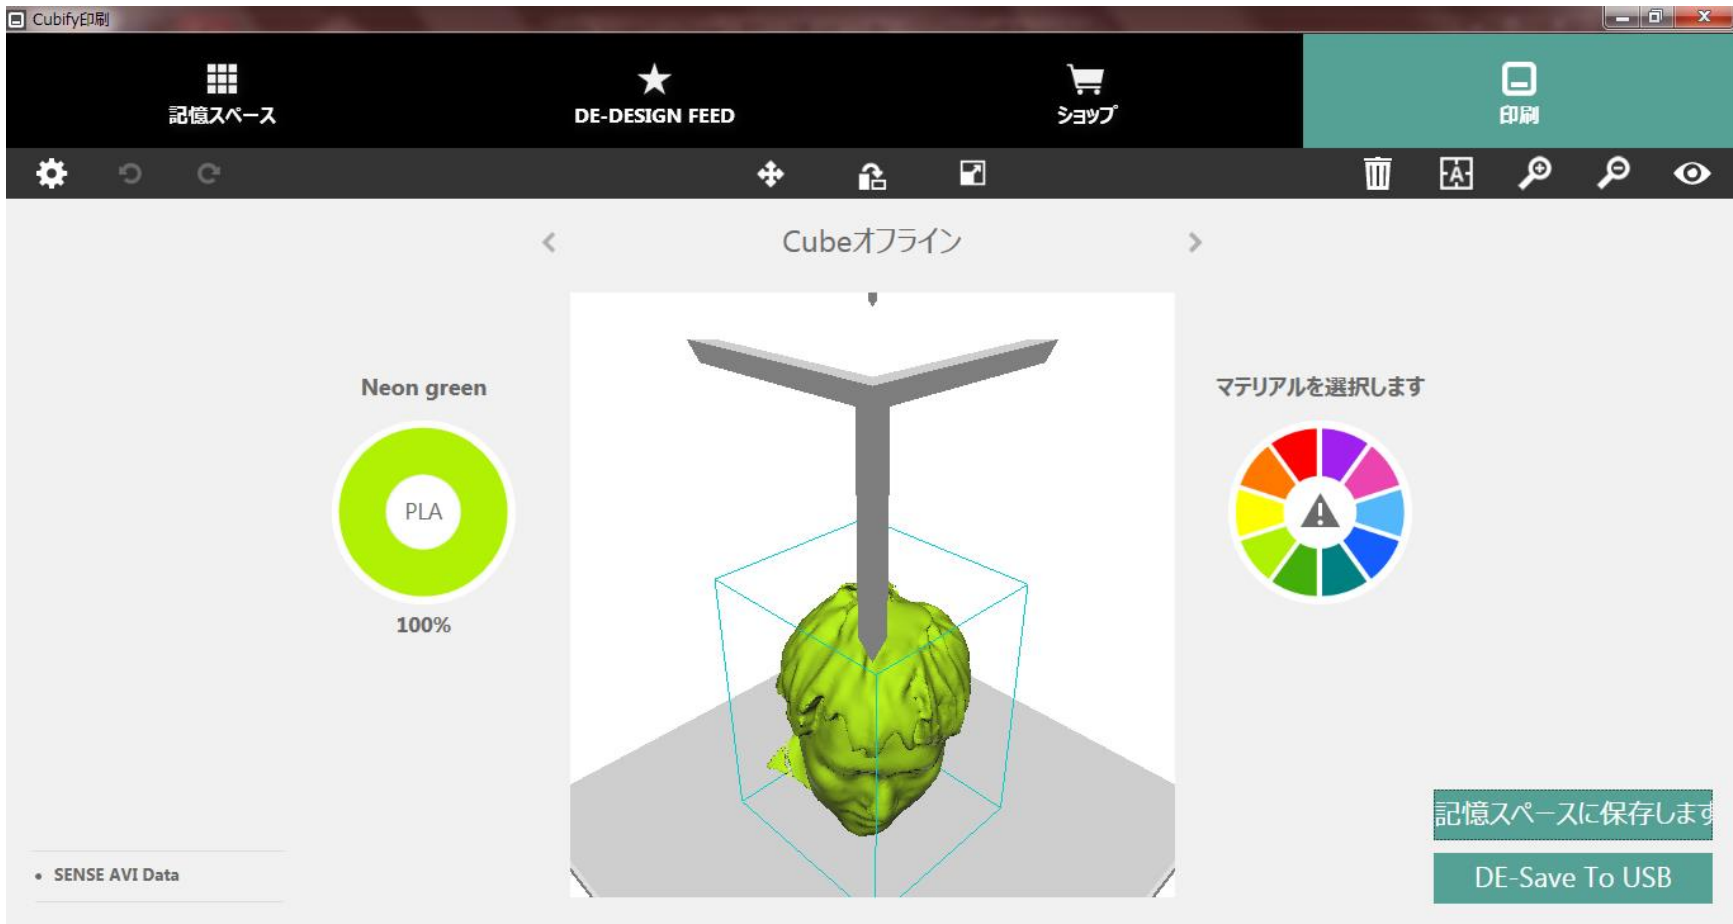 Cubify印刷
記憶スペース
DE-DESIGN FEED
ショップ
印刷
A
Cubeオフライン
Neon green
PLA
100%
マテリアルを選択します
記憶スペースに保存します
DE-Save To USB
• SENSE AVI Data